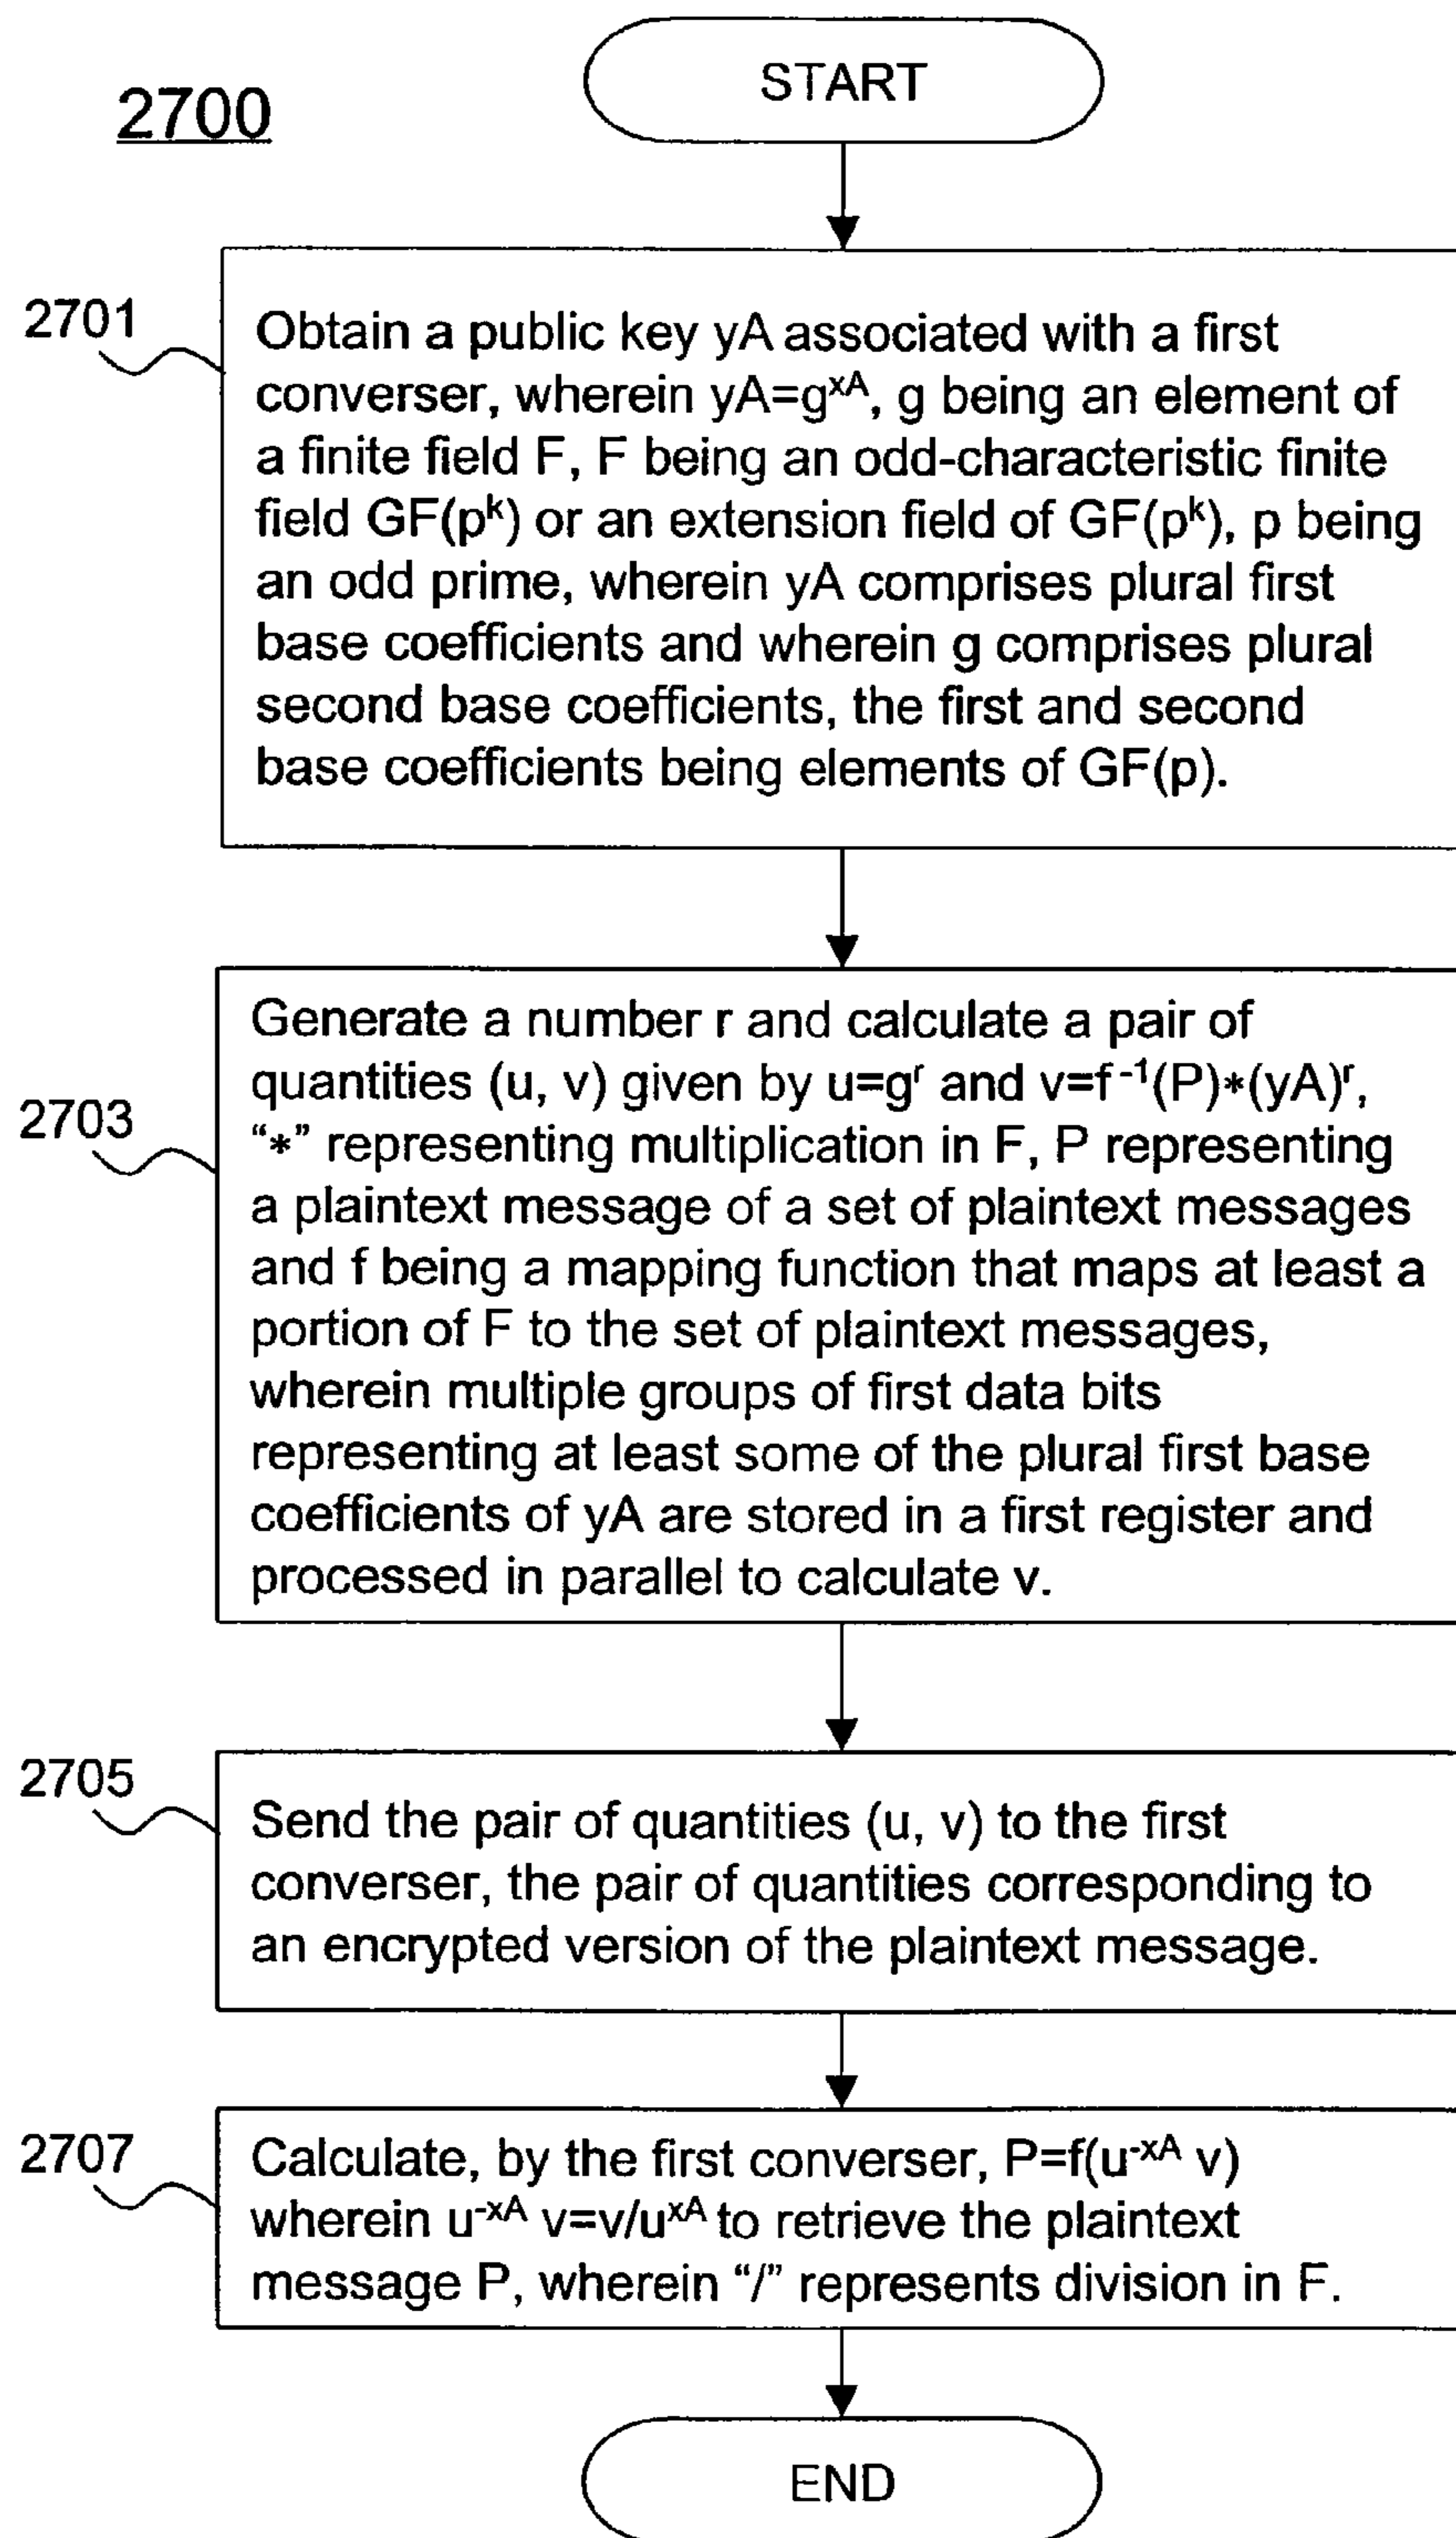 START
2700
2701
Obtain a public key yA associated with a first
converser, wherein yA=g^xA, g being an element of
a finite field F, F being an odd-characteristic finite
field GF(p^k) or an extension field of GF(p^k), p being
an odd prime, wherein yA comprises plural first
base coefficients and wherein g comprises plural
second base coefficients, the first and second
base coefficients being elements of GF(p).
2703
Generate a number r and calculate a pair of
quantities (u, v) given by u=g^r and v=f^-1(P)*(yA)^r,
“*” representing multiplication in F, P representing
a plaintext message of a set of plaintext messages
and f being a mapping function that maps at least a
portion of F to the set of plaintext messages,
wherein multiple groups of first data bits
representing at least some of the plural first base
coefficients of yA are stored in a first register and
processed in parallel to calculate v.
2705
Send the pair of quantities (u, v) to the first
converser, the pair of quantities corresponding to
an encrypted version of the plaintext message.
2707
Calculate, by the first converser, P=f(u^-xA v)
wherein u^-xA v=v/u^xA to retrieve the plaintext
message P, wherein “/” represents division in F.
END